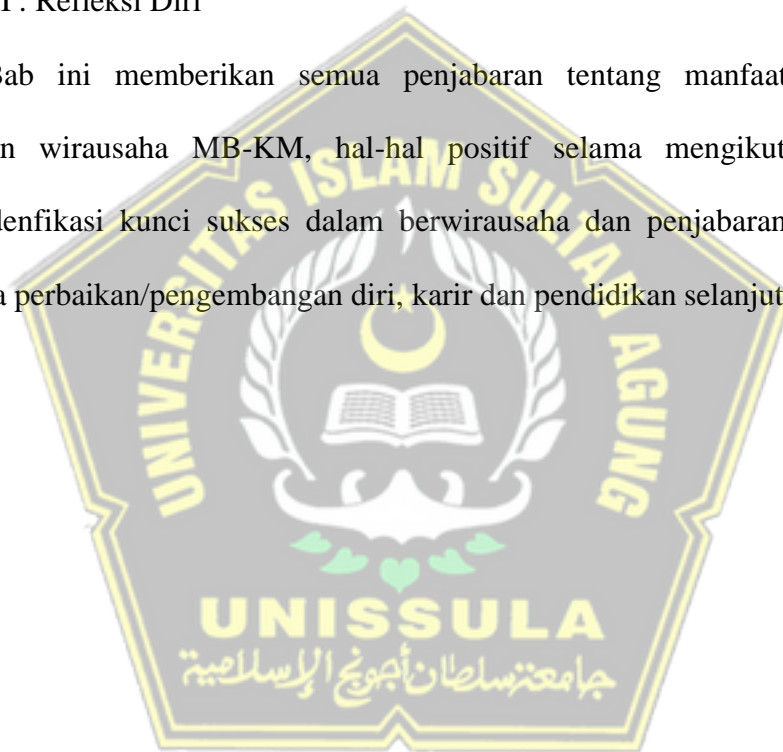 : Refleksi Diri
Bab ini memberikan semua penjabaran tentang manfaat
wirausaha MB-KM, hal-hal positif selama mengikut
denfikasi kunci sukses dalam berwirausaha dan penjabaran
perbaikan/pengembangan diri, karir dan pendidikan selanjut
UNIVERSITAS ISLAM SULTAN AGUNG
UNISSULA
جامعنسلطان أجونج الإسلامية